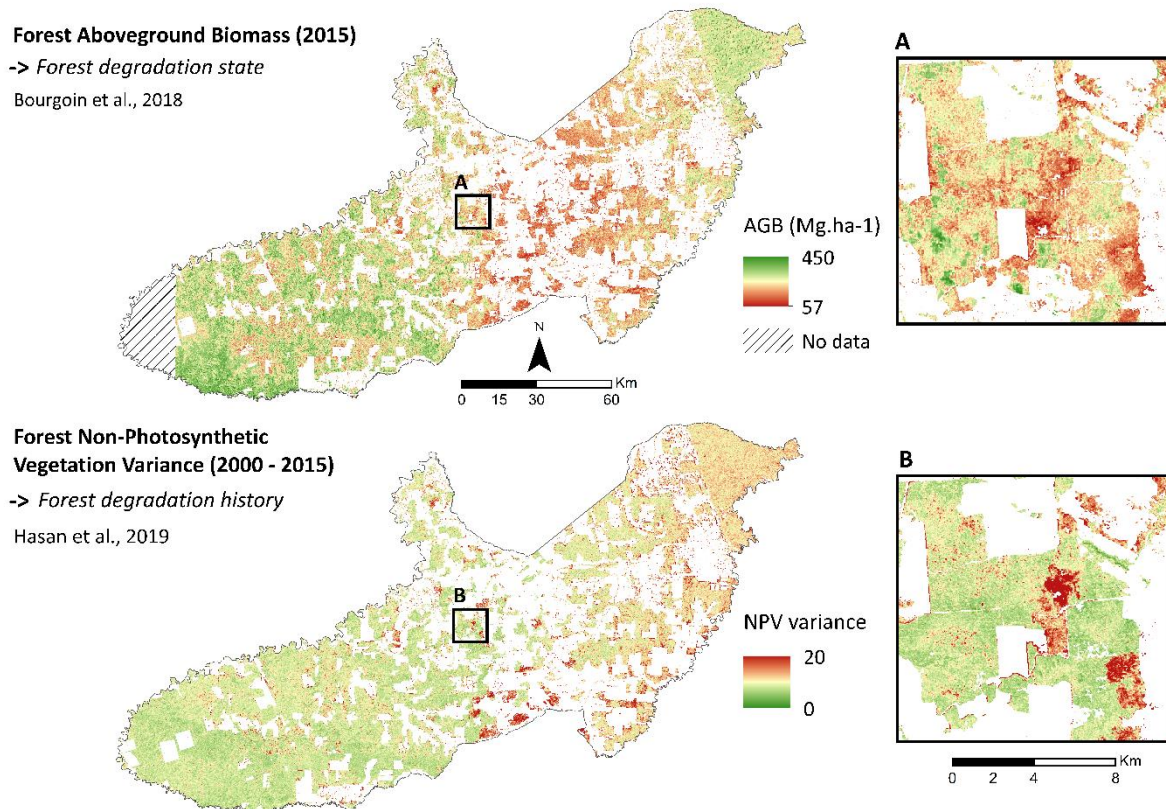 Forest Aboveground Biomass (2015)
-> Forest degradation state
Bourgoin et al., 2018
A
AGB (Mg.ha-1)
450
57
No data
N
Km
0 15 30 60
A
Forest Non-Photosynthetic
Vegetation Variance (2000 - 2015)
-> Forest degradation history
Hasan et al., 2019
B
NPV variance
20
0
B
Km
0 2 4 8